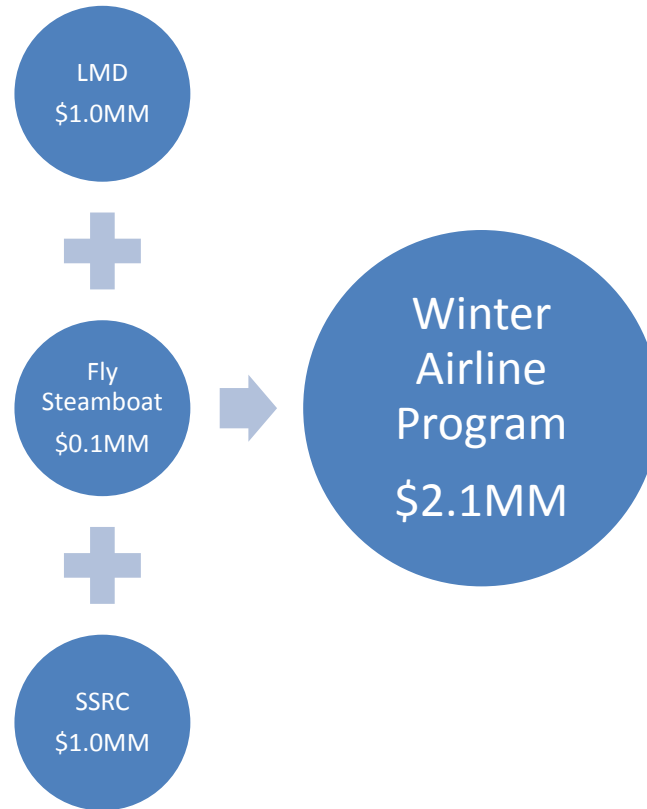 LMD
$1.0MM
Fly
Steamboat
$0.1MM
SSRC
$1.0MM
Winter
Airline
Program
$2.1MM